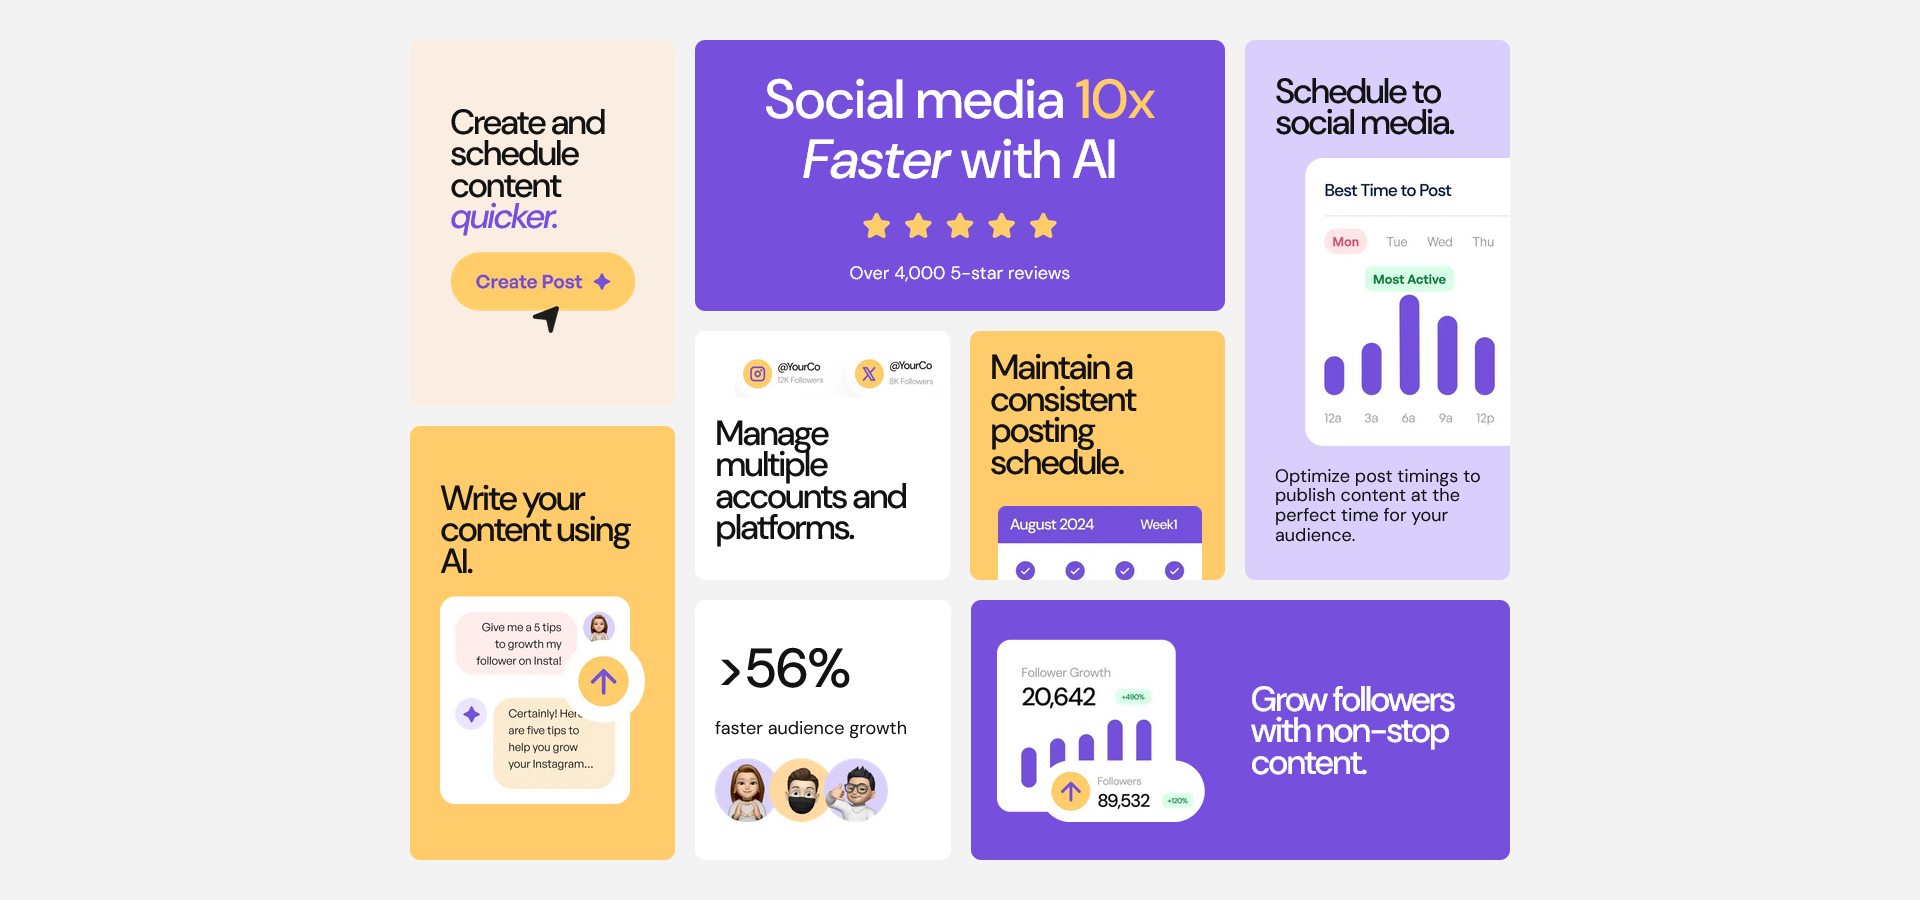 Create and
schedule
content
quicker.
Create Post
Social media 10x
Faster with AI
Over 4,000 5-star reviews
Schedule to
social media.
Best Time to Post
Mon Tue Wed Thu
Most Active
12a 3a 6a 9a 12p
Optimize post timings to
publish content at the
perfect time for your
audience.
@YourCo
12K Followers
@YourCo
8K Followers
Manage
multiple
accounts and
platforms.
Maintain a
consistent
posting
schedule.
August 2024 Week1
Write your
content using
AI.
Give me a 5 tips
to growth my
follower on Insta!
Certainly! Here
are five tips to
help you grow
your Instagram...
>56%
faster audience growth
Follower Growth
20,642 +490%
Followers
89,532 +120%
Grow followers
with non-stop
content.